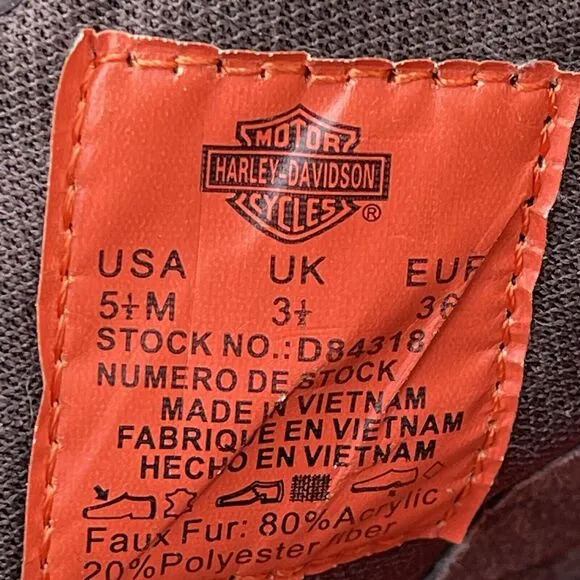 MOTOR
HARLEY-DAVIDSON
CYCLES ®
USA UK EUR
5½M 3½ 36
STOCK NO.:D84318
NUMERO DE STOCK
MADE IN VIETNAM
FABRIQUE EN VIETNAM
HECHO EN VIETNAM
Faux Fur: 80%Acrylic
20%Polyester fiber